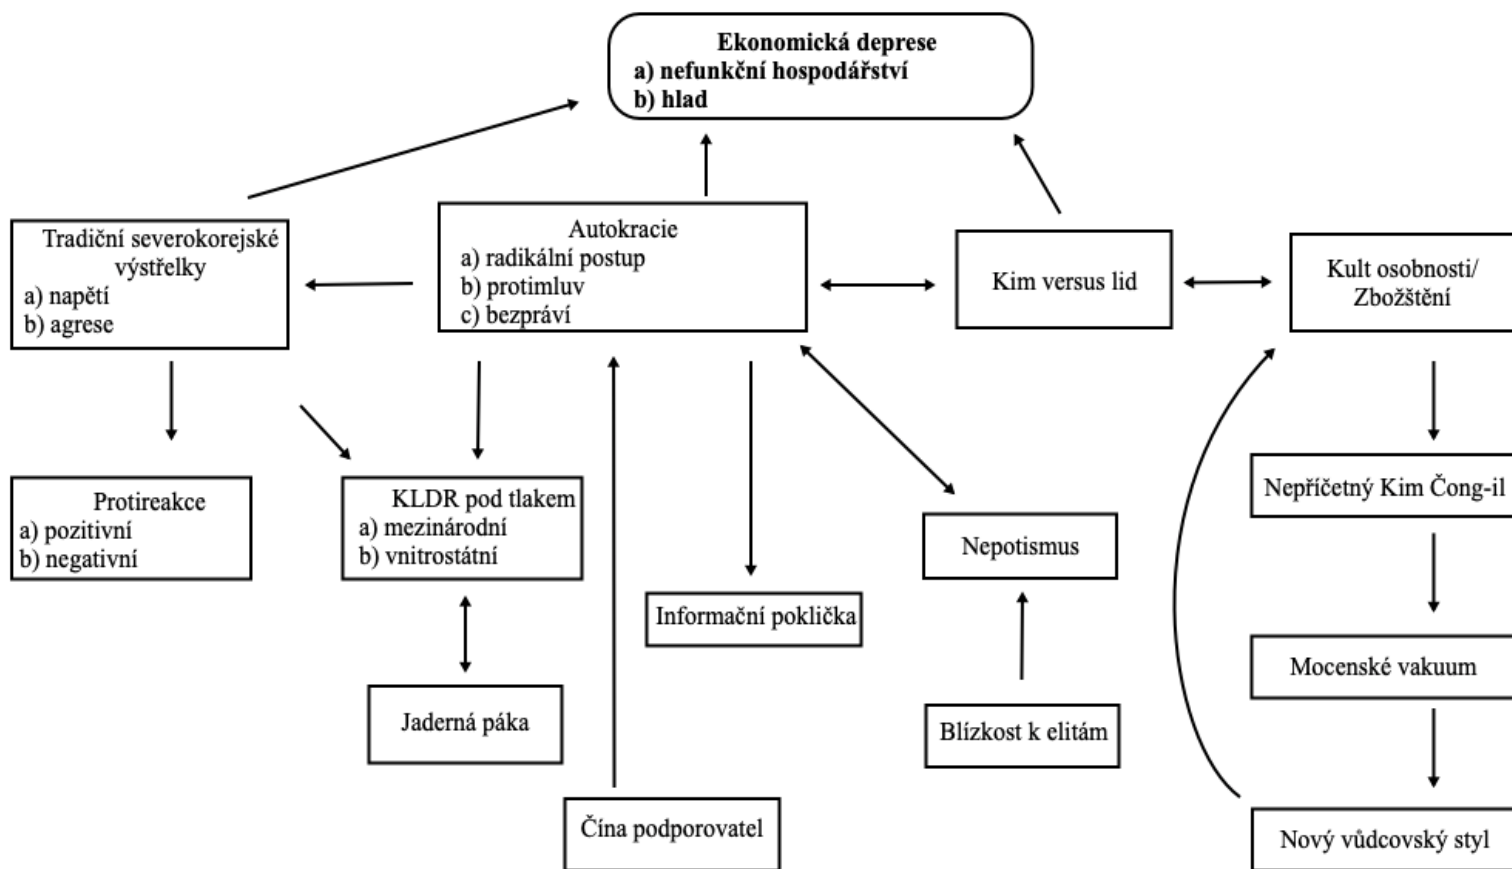 Ekonomická deprese
a) nefunkční hospodářství
b) hlad
Tradiční severokorejské
výstřelky
a) napětí
b) agrese
Autokracie
a) radikální postup
b) protimluv
c) bezpráví
Kim versus lid
Kult osobnosti/
Zbožštění
Protireakce
a) pozitivní
b) negativní
KLDR pod tlakem
a) mezinárodní
b) vnitrostátní
Nepotismus
Nepříčetný Kim Čong-il
Informační poklička
Mocenské vakuum
Jaderná páka
Blízkost k elitám
Čína podporovatel
Nový vůdcovský styl